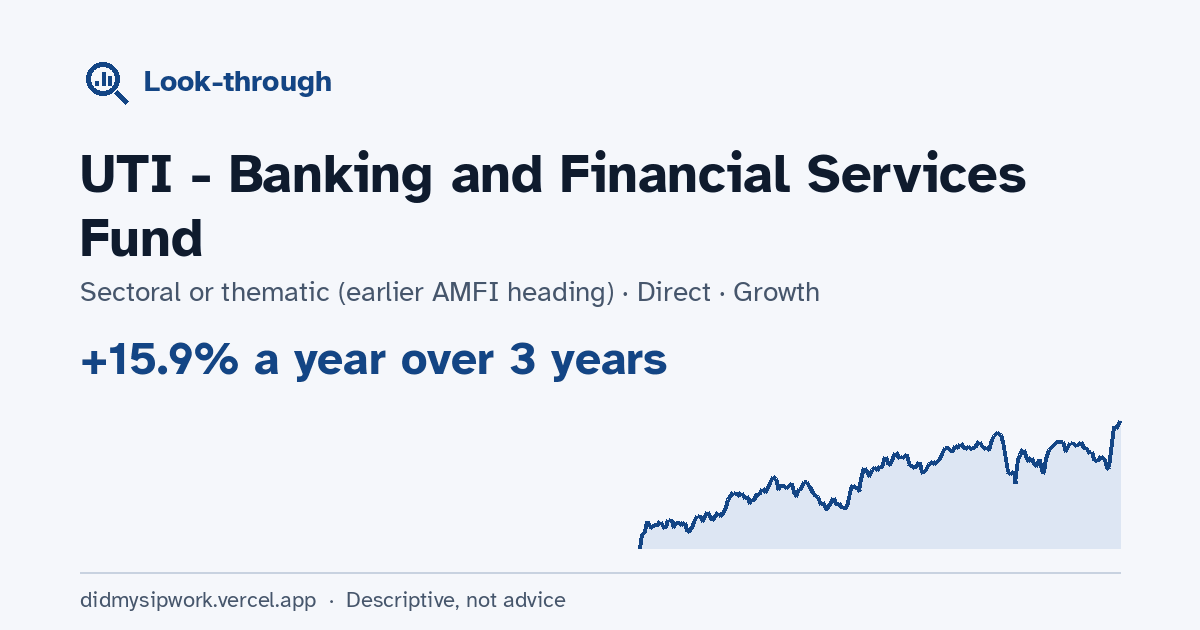 Look-through
UTI - Banking and Financial Services
Fund
Sectoral or thematic (earlier AMFI heading) · Direct · Growth
+15.9% a year over 3 years
didmysipwork.vercel.app · Descriptive, not advice